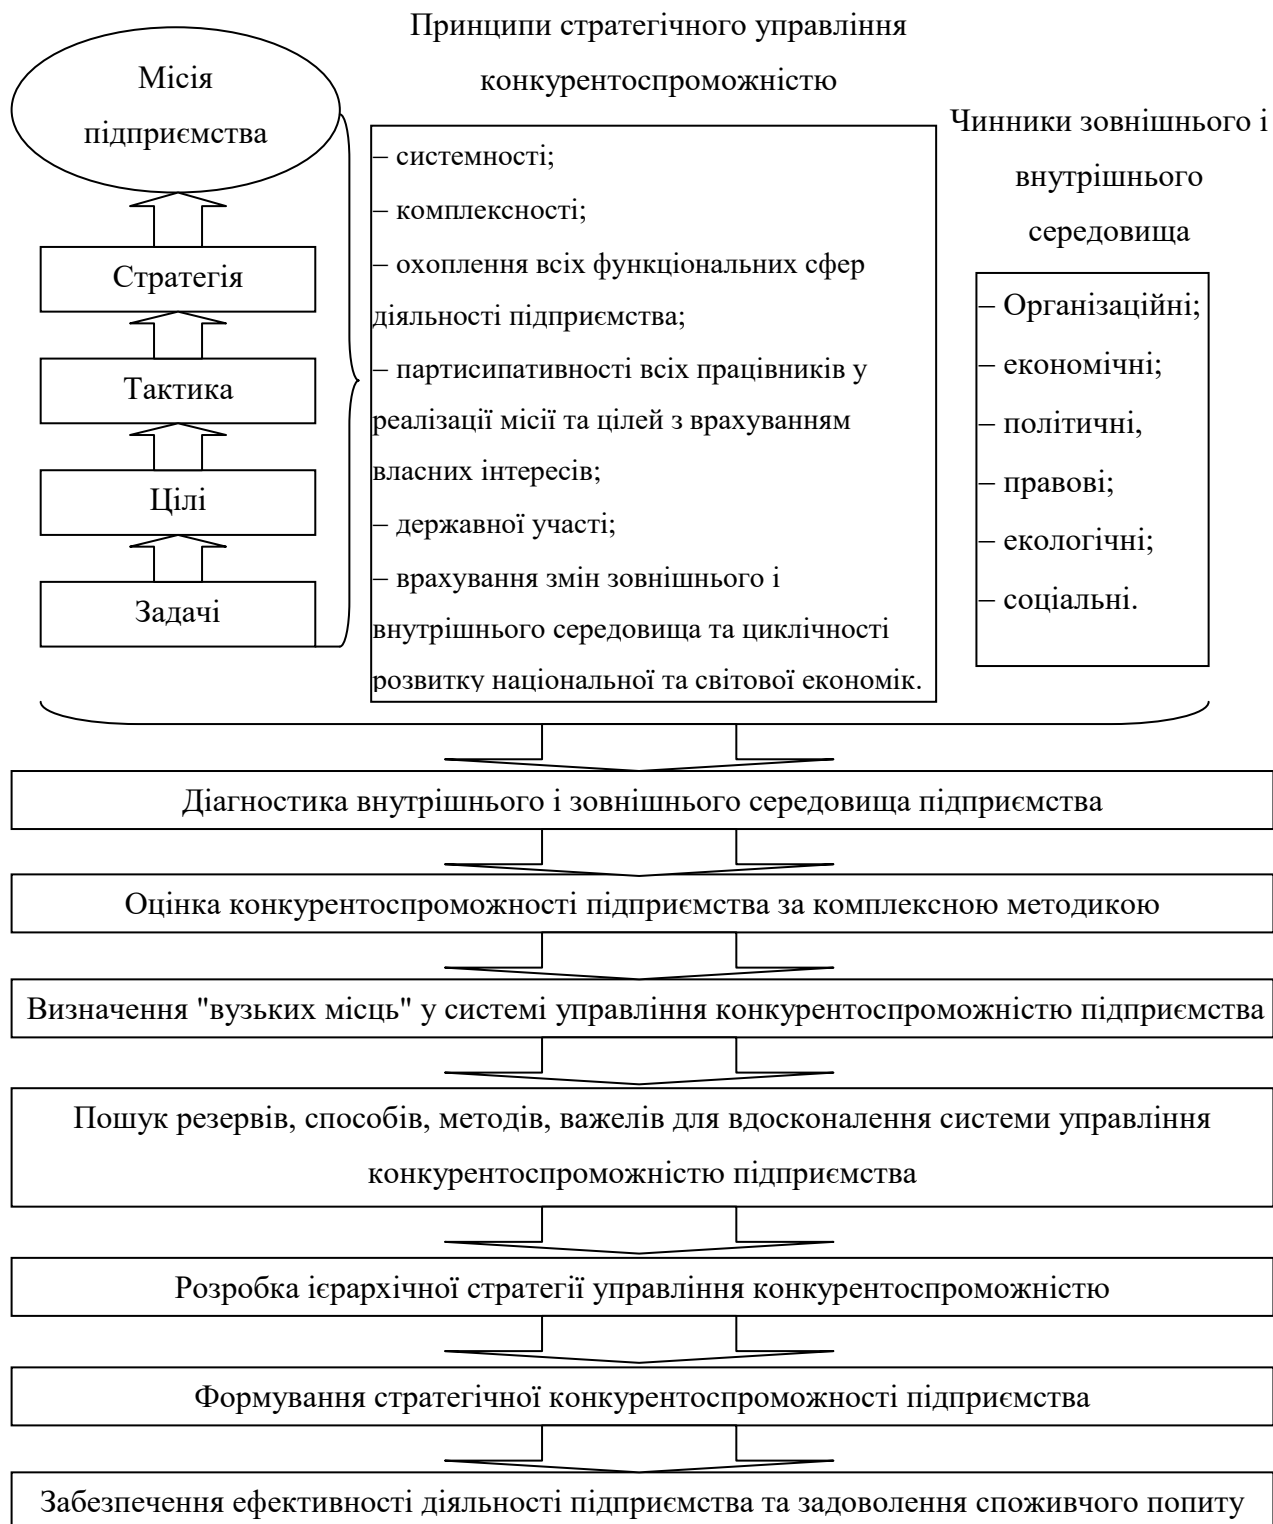 Місія
підприємства
Стратегія
Тактика
Цілі
Задачі
Принципи стратегічного управління
конкурентоспроможністю
– системності;
– комплексності;
– охоплення всіх функціональних сфер
діяльності підприємства;
– партисипативності всіх працівників у
реалізації місії та цілей з врахуванням
власних інтересів;
– державної участі;
– врахування змін зовнішнього і
внутрішнього середовища та циклічності
розвитку національної та світової економік.
Чинники зовнішнього і
внутрішнього
середовища
– Організаційні;
– економічні;
– політичні,
– правові;
– екологічні;
– соціальні.
Діагностика внутрішнього і зовнішнього середовища підприємства
Оцінка конкурентоспроможності підприємства за комплексною методикою
Визначення "вузьких місць" у системі управління конкурентоспроможністю підприємства
Пошук резервів, способів, методів, важелів для вдосконалення системи управління
конкурентоспроможністю підприємства
Розробка ієрархічної стратегії управління конкурентоспроможністю
Формування стратегічної конкурентоспроможності підприємства
Забезпечення ефективності діяльності підприємства та задоволення споживчого попиту